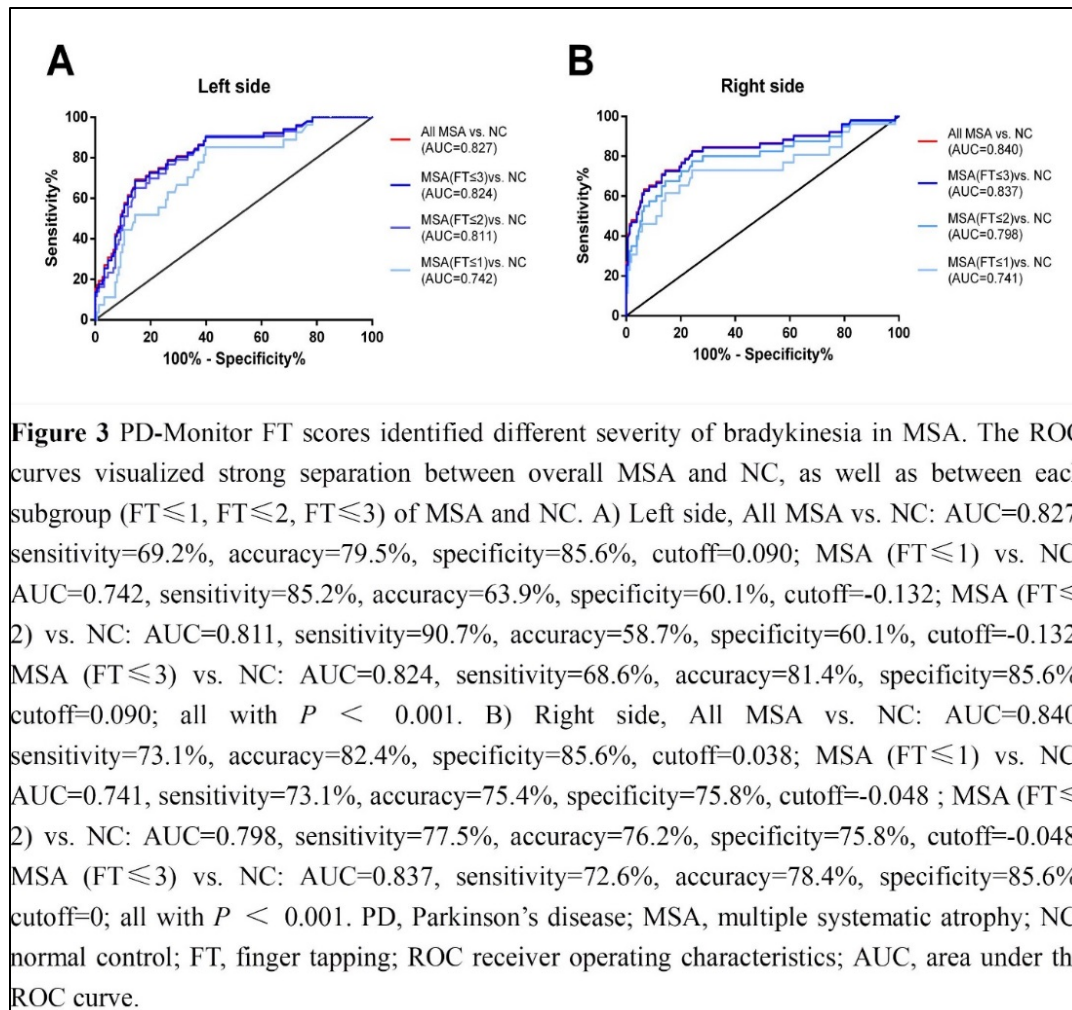 A
B
Left side
Right side
100
80
60
40
20
0
Sensitivity%
0 20 40 60 80 100
100% - Specificity%
All MSA vs. NC
(AUC=0.827)
MSA(FT≤3)vs. NC
(AUC=0.824)
MSA(FT≤2)vs. NC
(AUC=0.811)
MSA(FT≤1)vs. NC
(AUC=0.742)
100
80
60
40
20
0
Sensitivity%
0 20 40 60 80 100
100% - Specificity%
All MSA vs. NC
(AUC=0.840)
MSA(FT≤3)vs. NC
(AUC=0.837)
MSA(FT≤2)vs. NC
(AUC=0.798)
MSA(FT≤1)vs. NC
(AUC=0.741)
Figure 3 PD-Monitor FT scores identified different severity of bradykinesia in MSA. The ROC
curves visualized strong separation between overall MSA and NC, as well as between each
subgroup (FT≤1, FT≤2, FT≤3) of MSA and NC. A) Left side, All MSA vs. NC: AUC=0.827
sensitivity=69.2%, accuracy=79.5%, specificity=85.6%, cutoff=0.090; MSA (FT≤1) vs. NC
AUC=0.742, sensitivity=85.2%, accuracy=63.9%, specificity=60.1%, cutoff=-0.132; MSA (FT≤
2) vs. NC: AUC=0.811, sensitivity=90.7%, accuracy=58.7%, specificity=60.1%, cutoff=-0.132
MSA (FT≤3) vs. NC: AUC=0.824, sensitivity=68.6%, accuracy=81.4%, specificity=85.6%
cutoff=0.090; all with P < 0.001. B) Right side, All MSA vs. NC: AUC=0.840
sensitivity=73.1%, accuracy=82.4%, specificity=85.6%, cutoff=0.038; MSA (FT≤1) vs. NC
AUC=0.741, sensitivity=73.1%, accuracy=75.4%, specificity=75.8%, cutoff=-0.048 ; MSA (FT≤
2) vs. NC: AUC=0.798, sensitivity=77.5%, accuracy=76.2%, specificity=75.8%, cutoff=-0.048
MSA (FT≤3) vs. NC: AUC=0.837, sensitivity=72.6%, accuracy=78.4%, specificity=85.6%
cutoff=0; all with P < 0.001. PD, Parkinson's disease; MSA, multiple systematic atrophy; NC
normal control; FT, finger tapping; ROC receiver operating characteristics; AUC, area under th
ROC curve.